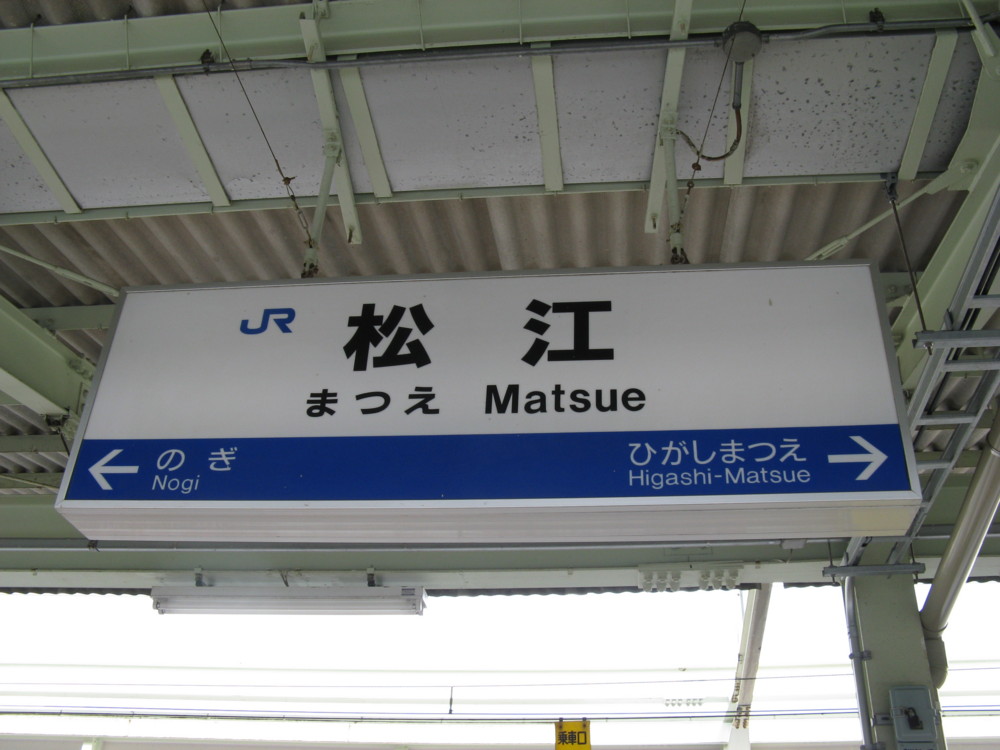 JR 松江
まつえ Matsue
のぎ ひがしまつえ
Nogi Higashi-Matsue
乗車口